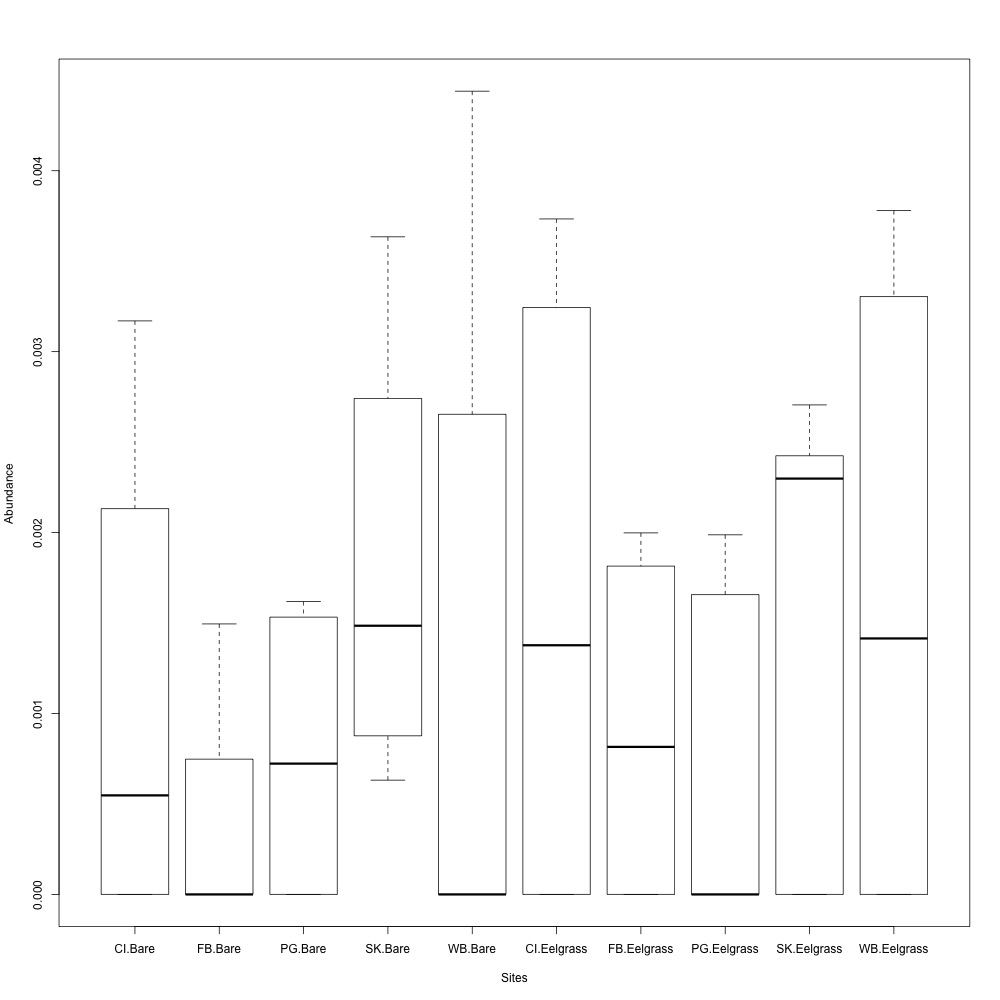 Abundance
0.004
0.003
0.002
0.001
0.000
CI.Bare FB.Bare PG.Bare SK.Bare WB.Bare CI.Eelgrass FB.Eelgrass PG.Eelgrass SK.Eelgrass WB.Eelgrass
Sites